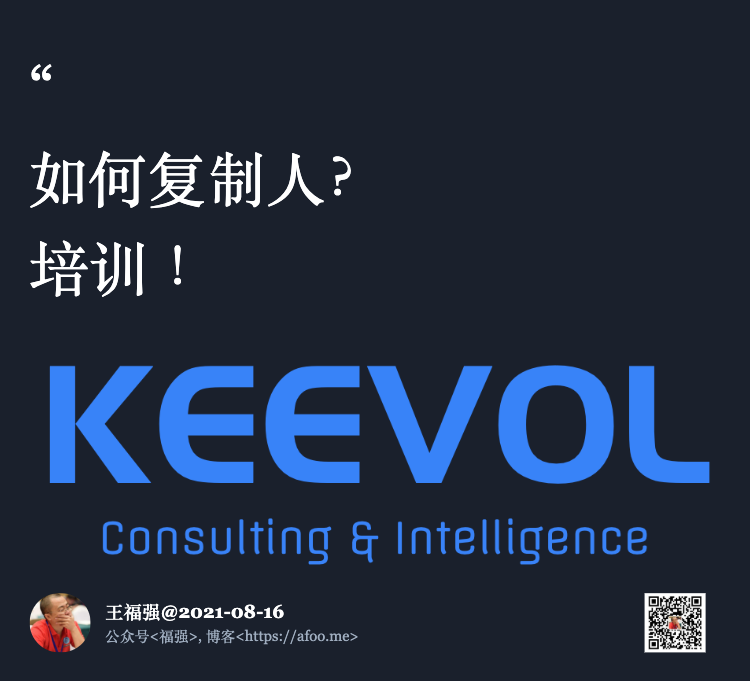 “
如何复制人?
培训！
KEEVOL
Consulting & Intelligence
王福强@2021-08-16
公众号<福强>, 博客<https://afoo.me>